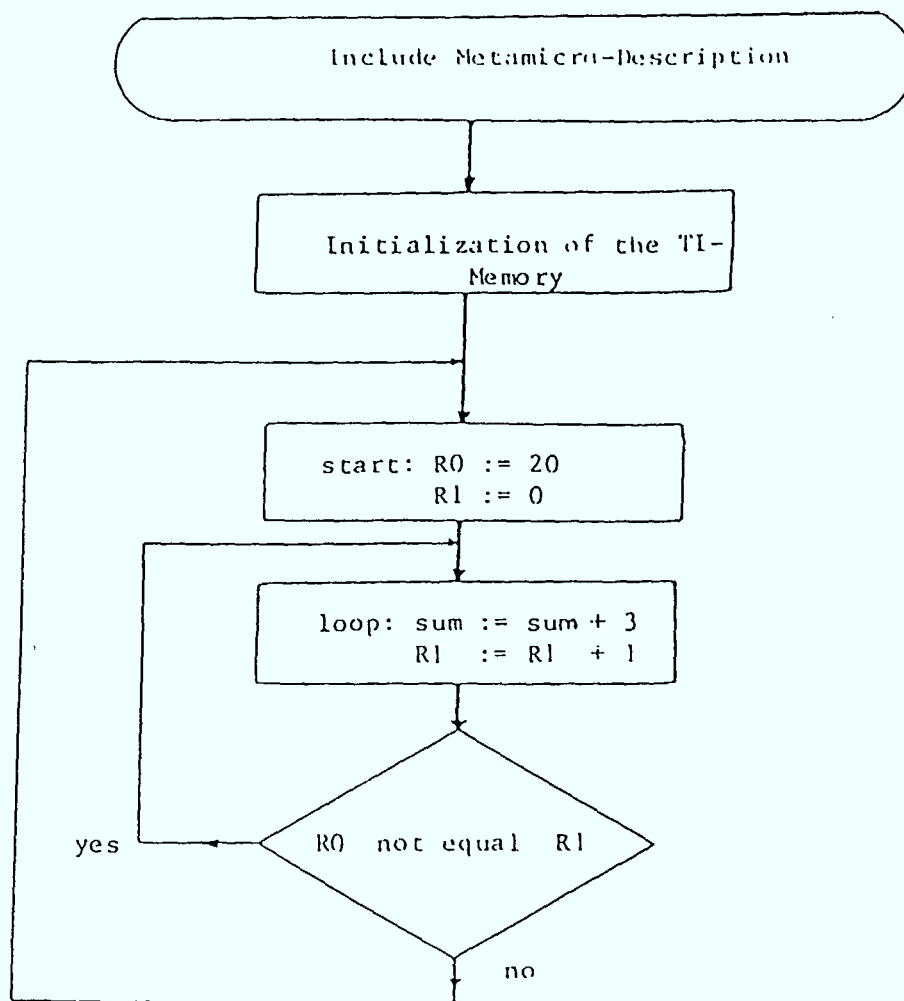 Include Metamicro-Description
Initialization of the TI-
Memory
start: R0 := 20
R1 := 0
loop: sum := sum + 3
R1 := R1 + 1
R0 not equal R1
yes
no